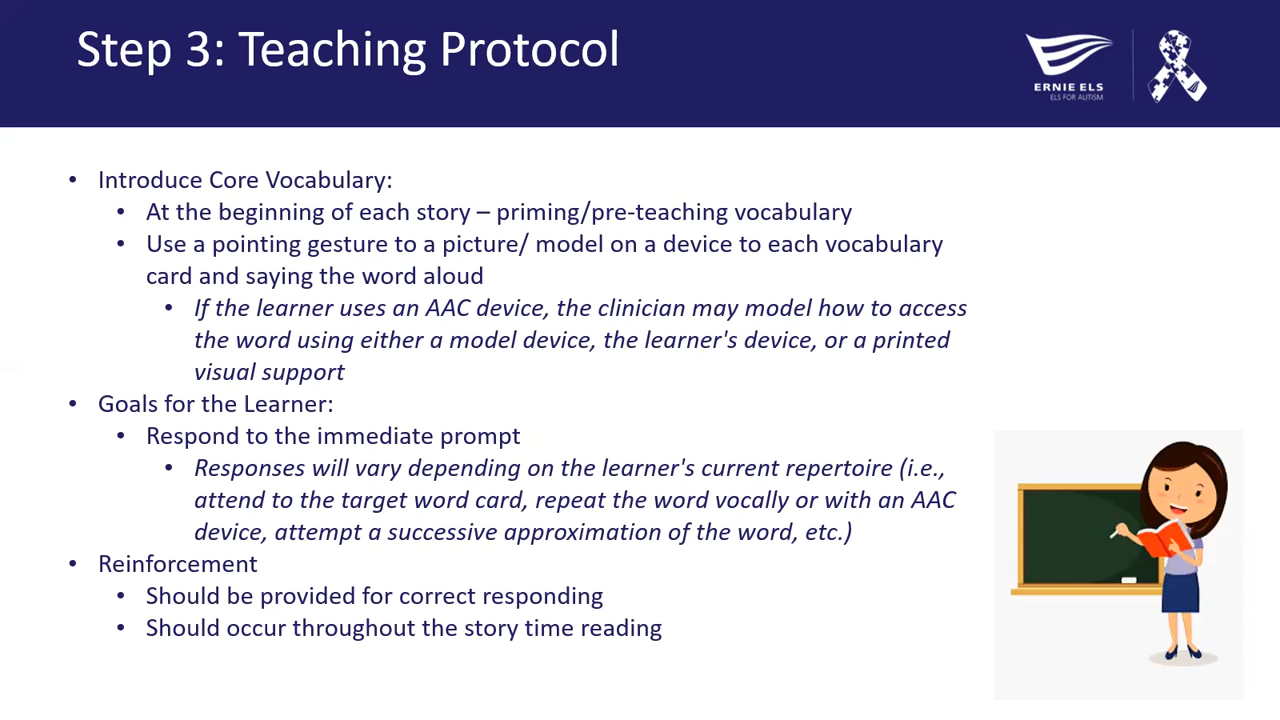 Step 3: Teaching Protocol
ERNIE ELS
ELS FOR AUTISM
• Introduce Core Vocabulary:
• At the beginning of each story – priming/pre-teaching vocabulary
• Use a pointing gesture to a picture/ model on a device to each vocabulary
card and saying the word aloud
• If the learner uses an AAC device, the clinician may model how to access
the word using either a model device, the learner's device, or a printed
visual support
• Goals for the Learner:
• Respond to the immediate prompt
• Responses will vary depending on the learner's current repertoire (i.e.,
attend to the target word card, repeat the word vocally or with an AAC
device, attempt a successive approximation of the word, etc.)
• Reinforcement
• Should be provided for correct responding
• Should occur throughout the story time reading